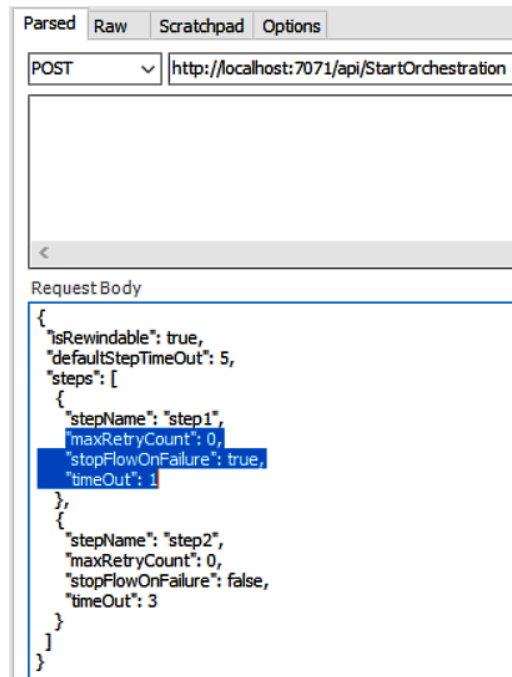 Parsed Raw Scratchpad Options
POST http://localhost:7071/api/StartOrchestration
Request Body
{
"isRewindable": true,
"defaultStepTimeOut": 5,
"steps": [
{
"stepName": "step1",
"maxRetryCount": 0,
"stopFlowOnFailure": true,
"timeOut": 1
},
{
"stepName": "step2",
"maxRetryCount": 0,
"stopFlowOnFailure": false,
"timeOut": 3
}
]
}